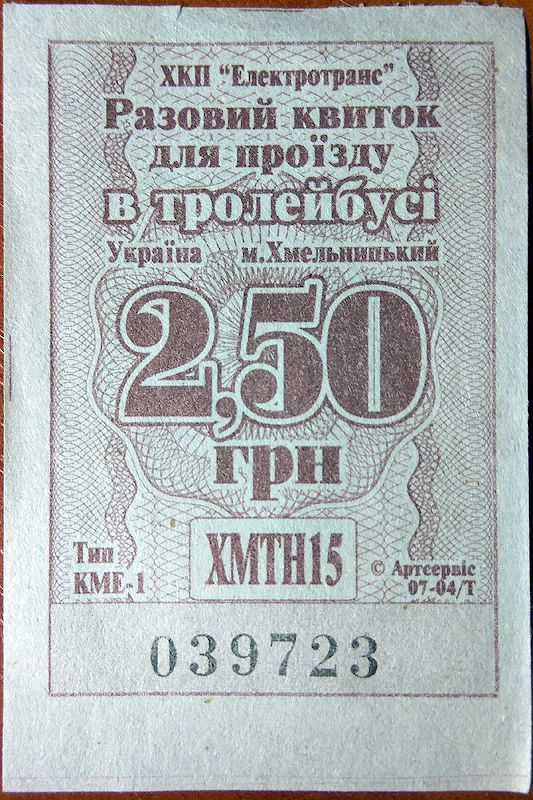 ХКП "Електротранс"
Разовий квиток
для проїзду
в тролейбусі
Україна м.Хмельницький
2,50
грн
Тип
КМЕ-1
ХМТН15
© Артсервіс
07-04/Т
039723